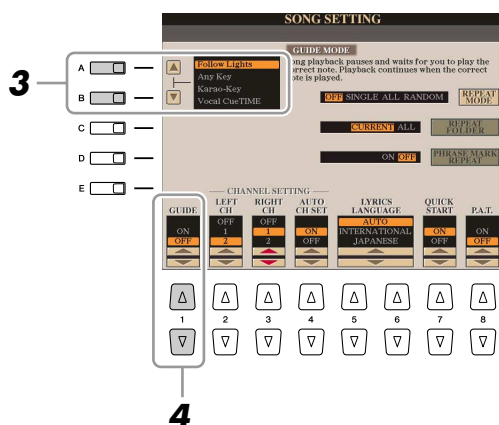 SONG SETTING
GUIDE MODE
Follow Lights
Any Key
Karao-Key
Vocal CueTIME
ong playback pauses and waits for you to play the
orrect note. Playback continues when the correct
ote is played.
3
A
B
C
D
E
OFF SINGLE ALL RANDOM
REPEAT
MODE
CURRENT ALL
REPEAT
FOLDER
ON OFF
PHRASE MARK
REPEAT
CHANNEL SETTING
GUIDE
ON
OFF
LEFT
CH
OFF
1
2
RIGHT
CH
OFF
1
2
AUTO
CH SET
ON
OFF
LYRICS
LANGUAGE
AUTO
INTERNATIONAL
JAPANESE
QUICK
START
ON
OFF
P.A.T.
ON
OFF
1 2 3 4 5 6 7 8
4